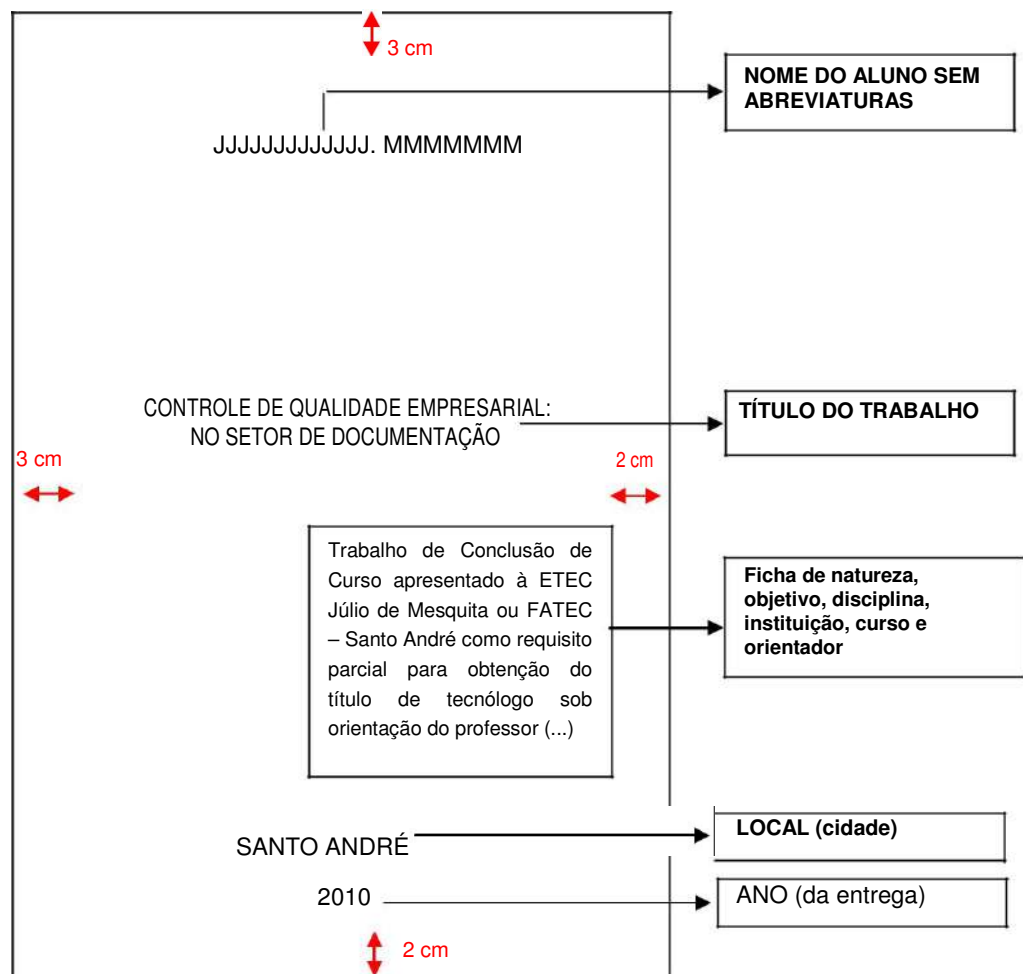 3 cm
NOME DO ALUNO SEM
ABREVIATURAS
JJJJJJJJJJJJJ. MMMMMMM
CONTROLE DE QUALIDADE EMPRESARIAL:
NO SETOR DE DOCUMENTAÇÃO
TÍTULO DO TRABALHO
3 cm
2 cm
Trabalho de Conclusão de
Curso apresentado à ETEC
Júlio de Mesquita ou FATEC
– Santo André como requisito
parcial para obtenção do
título de tecnólogo sob
orientação do professor (...)
Ficha de natureza,
objetivo, disciplina,
instituição, curso e
orientador
SANTO ANDRÉ
LOCAL (cidade)
2010
ANO (da entrega)
2 cm